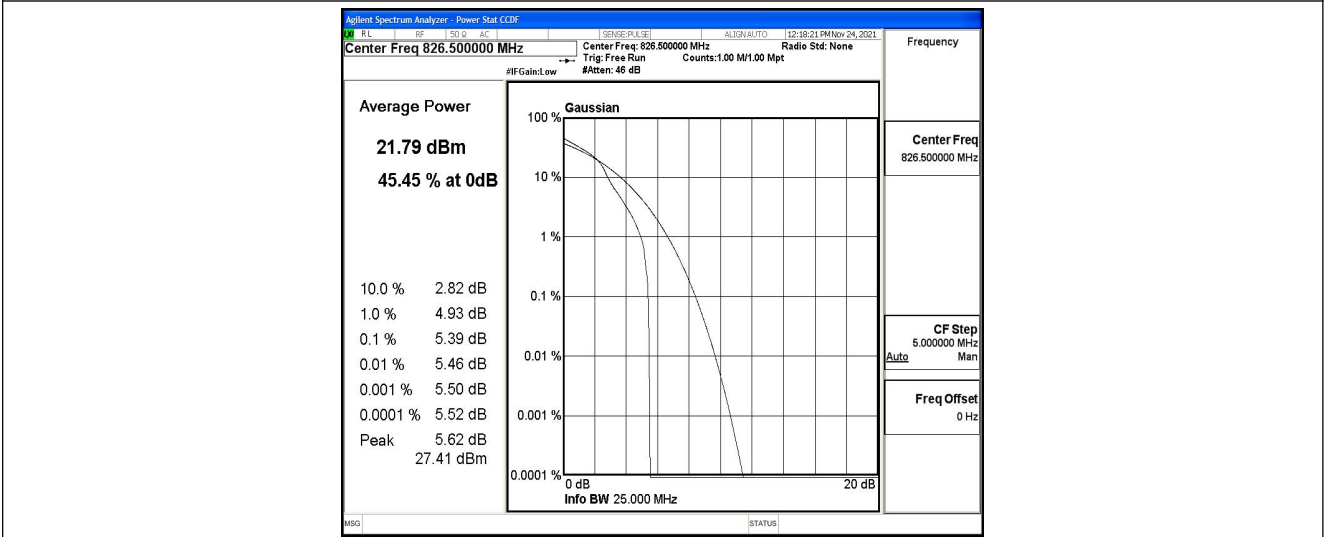 Agilent Spectrum Analyzer - Power Stat CCDF
LXI RL RF 50 Ω AC SENSE:PULSE ALIGN AUTO 12:18:21 PM Nov 24, 2021
Center Freq 826.500000 MHz
Center Freq: 826.500000 MHz Radio Std: None
Trig: Free Run Counts:1.00 M/1.00 Mpt
#IFGain:Low #Atten: 46 dB
Frequency
Average Power
21.79 dBm
45.45 % at 0dB
10.0 % 2.82 dB
1.0 % 4.93 dB
0.1 % 5.39 dB
0.01 % 5.46 dB
0.001 % 5.50 dB
0.0001 % 5.52 dB
Peak 5.62 dB
27.41 dBm
Gaussian
100 %
10 %
1 %
0.1 %
0.01 %
0.001 %
0.0001 %
0 dB 20 dB
Info BW 25.000 MHz
Center Freq
826.500000 MHz
CF Step
5.000000 MHz
Auto Man
Freq Offset
0 Hz
MSG STATUS